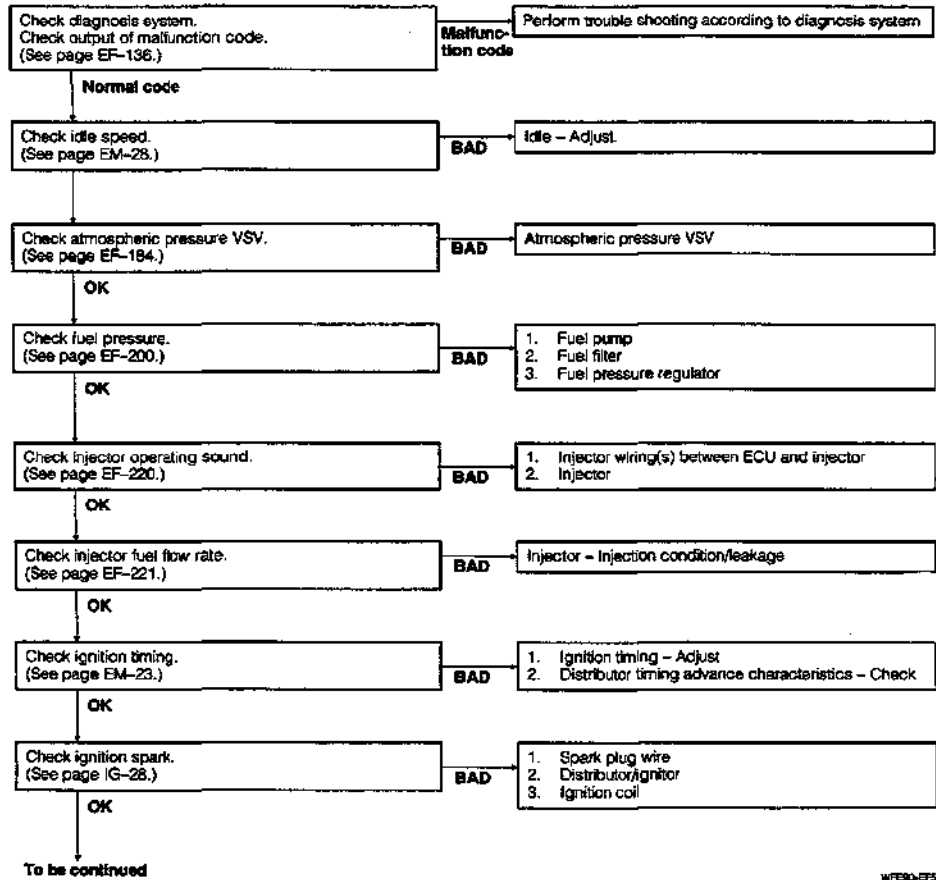 Check diagnosis system.
Check output of malfunction code.
(See page EF–136.)
Malfunc-
tion code
Perform trouble shooting according to diagnosis system
Normal code
Check idle speed.
(See page EM–28.)
BAD
Idle – Adjust.
Check atmospheric pressure VSV.
(See page EF–184.)
BAD
Atmospheric pressure VSV
OK
Check fuel pressure.
(See page EF–200.)
BAD
1. Fuel pump
2. Fuel filter
3. Fuel pressure regulator
OK
Check injector operating sound.
(See page EF–220.)
BAD
1. Injector wiring(s) between ECU and injector
2. Injector
OK
Check injector fuel flow rate.
(See page EF–221.)
BAD
Injector – Injection condition/leakage
OK
Check ignition timing.
(See page EM–23.)
BAD
1. Ignition timing – Adjust
2. Distributor timing advance characteristics – Check
OK
Check ignition spark.
(See page IG–28.)
BAD
1. Spark plug wire
2. Distributor/ignitor
3. Ignition coil
OK
To be continued